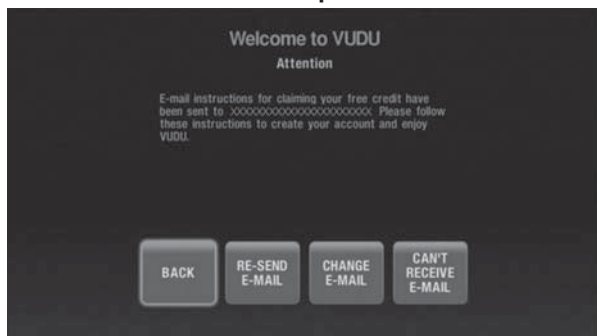 Welcome to VUDU
Attention
E-mail instructions for claiming your free credit have
been sent to XXXXXXXXXXXXXXXXXXXXX Please follow
these instructions to create your account and enjoy
VUDU.
BACK
RE-SEND
E-MAIL
CHANGE
E-MAIL
CAN'T
RECEIVE
E-MAIL